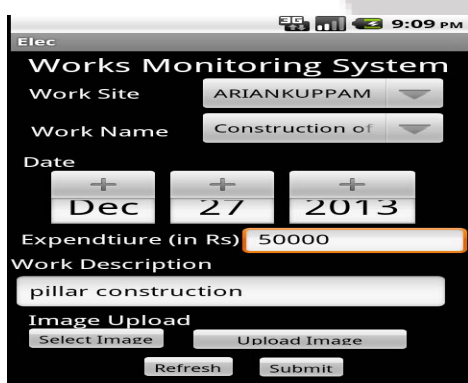 3G 9:09 PM
Elec
Works Monitoring System
Work Site ARIANKUPPAM
Work Name Construction of
Date
+ + +
Dec 27 2013
Expendtiure (in Rs) 50000
Work Description
pillar construction
Image Upload
Select Image Upload Image
Refresh Submit